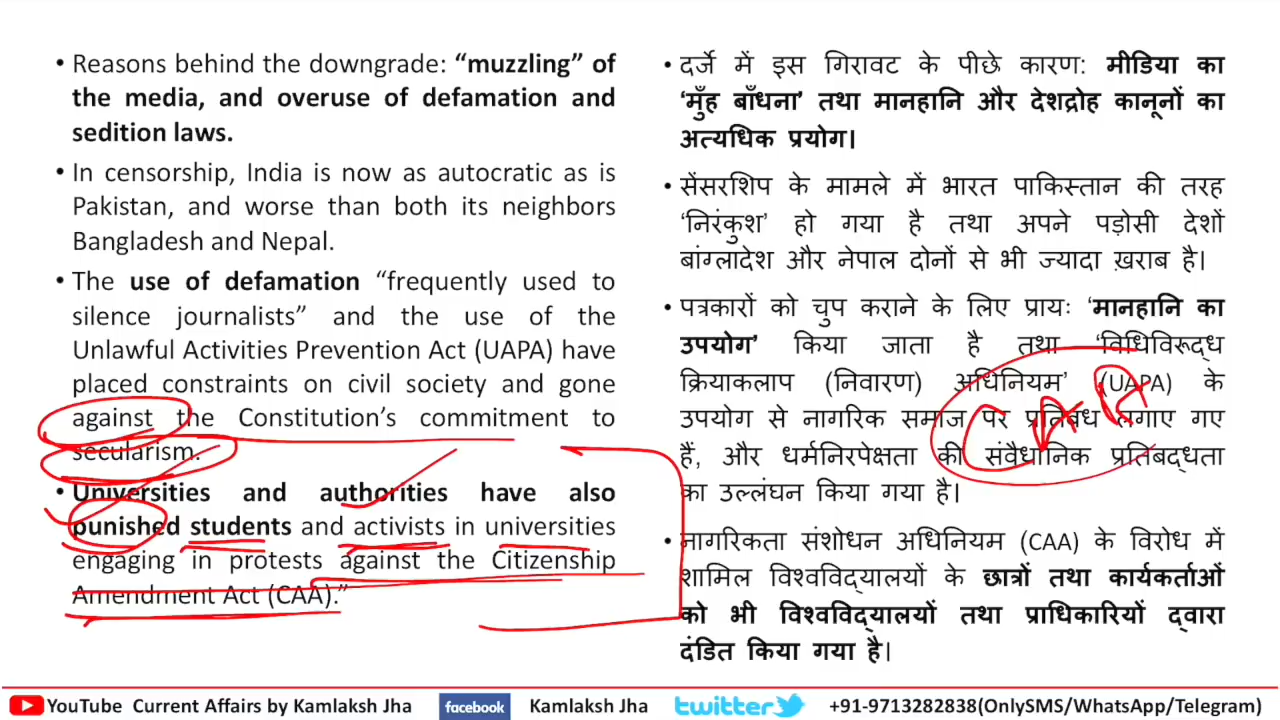 • Reasons behind the downgrade: “muzzling” of
the media, and overuse of defamation and
sedition laws.
• In censorship, India is now as autocratic as is
Pakistan, and worse than both its neighbors
Bangladesh and Nepal.
• The use of defamation “frequently used to
silence journalists” and the use of the
Unlawful Activities Prevention Act (UAPA) have
placed constraints on civil society and gone
against the Constitution’s commitment to
secularism.
• Universities and authorities have also
punished students and activists in universities
engaging in protests against the Citizenship
Amendment Act (CAA).”
• दर्जे में इस गिरावट के पीछे कारण: मीडिया का
‘मुँह बाँधना’ तथा मानहानि और देशद्रोह कानूनों का
अत्यधिक प्रयोग।
• सेंसरशिप के मामले में भारत पाकिस्तान की तरह
‘निरंकुश’ हो गया है तथा अपने पड़ोसी देशों
बांग्लादेश और नेपाल दोनों से भी ज्यादा ख़राब है।
• पत्रकारों को चुप कराने के लिए प्रायः ‘मानहानि का
उपयोग’ किया जाता है तथा ‘विधिविरूद्ध
क्रियाकलाप (निवारण) अधिनियम’ (UAPA) के
उपयोग से नागरिक समाज पर प्रतिबंध लगाए गए
हैं, और धर्मनिरपेक्षता की संवैधानिक प्रतिबद्धता
का उल्लंघन किया गया है।
• नागरिकता संशोधन अधिनियम (CAA) के विरोध में
शामिल विश्वविद्यालयों के छात्रों तथा कार्यकर्ताओं
को भी विश्वविद्यालयों तथा प्राधिकारियों द्वारा
दंडित किया गया है।
CAA
YouTube Current Affairs by Kamlaksh Jha facebook Kamlaksh Jha twitter +91-9713282838(OnlySMS/WhatsApp/Telegram)